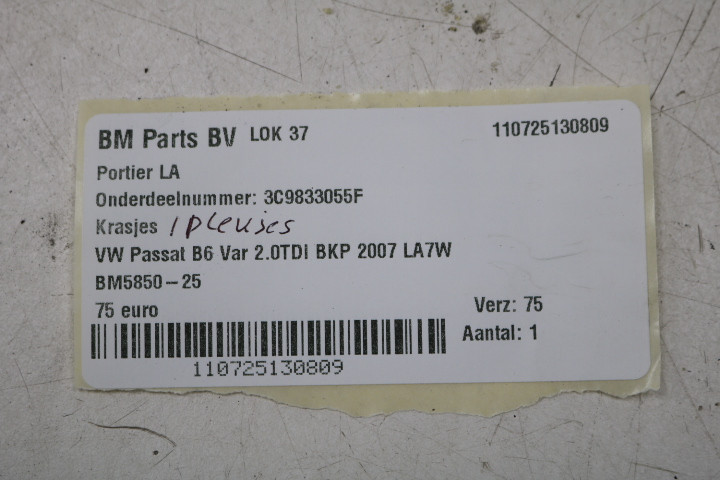 BM Parts BV LOK 37 110725130809
Portier LA
Onderdeelnummer: 3C9833055F
Krasjes / pleksjes
VW Passat B6 Var 2.0TDI BKP 2007 LA7W
BM5850-25
75 euro Verz: 75
Aantal: 1
110725130809